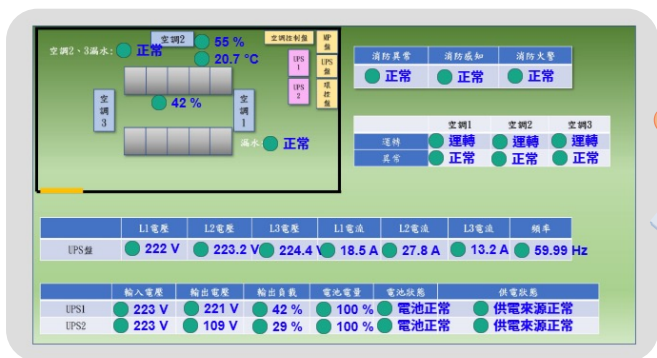 空調2
55 %
空調控制盤
MP盤
空調2、3漏水: 正常
20.7 °C
UPS 1
UPS盤
UPS 2
環控盤
空調3
42 %
空調1
漏水: 正常
消防異常 消防感知 消防火警
正常 正常 正常
空調1 空調2 空調3
運轉 運轉 運轉 運轉
異常 正常 正常 正常
L1電壓 L2電壓 L3電壓 L1電流 L2電流 L3電流 頻率
UPS盤 222 V 223.2 V 224.4 V 18.5 A 27.8 A 13.2 A 59.99 Hz
輸入電壓 輸出電壓 輸出負載 電池電量 電池狀態 供電狀態
UPS1 223 V 221 V 42 % 100 % 電池正常 供電來源正常
UPS2 223 V 109 V 29 % 100 % 電池正常 供電來源正常